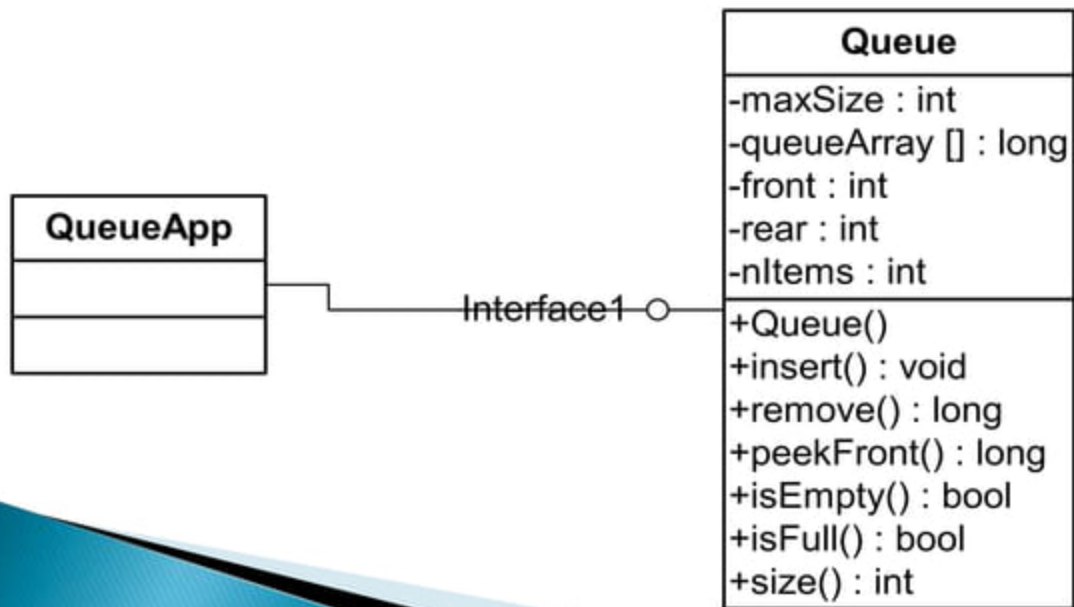 Queue
-maxSize : int
-queueArray [] : long
-front : int
-rear : int
-nItems : int
+Queue()
+insert() : void
+remove() : long
+peekFront() : long
+isEmpty() : bool
+isFull() : bool
+size() : int
QueueApp
Interface1